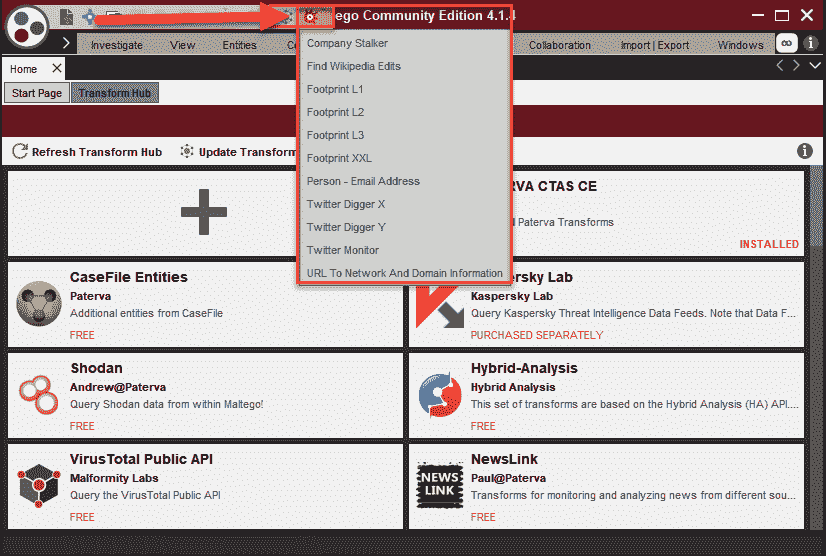 ego Community Edition 4.1.4
Investigate View Entities Co Collaboration Import | Export Windows
Home
Start Page Transform Hub
Refresh Transform Hub Update Transform
Company Stalker
Find Wikipedia Edits
Footprint L1
Footprint L2
Footprint L3
Footprint XXL
Person - Email Address
Twitter Digger X
Twitter Digger Y
Twitter Monitor
URL To Network And Domain Information
RVA CTAS CE
d Paterva Transforms
INSTALLED
CaseFile Entities
Paterva
Additional entities from CaseFile
FREE
ersky Lab
Kaspersky Lab
Query Kaspersky Threat Intelligence Data Feeds. Note that Data F...
PURCHASED SEPARATELY
Shodan
Andrew@Paterva
Query Shodan data from within Maltego!
FREE
Hybrid-Analysis
Hybrid Analysis
This set of transforms are based on the Hybrid Analysis (HA) API....
FREE
VirusTotal Public API
Malformity Labs
Query the VirusTotal Public API
FREE
NEWS
LINK
NewsLink
Paul@Paterva
Transforms for monitoring and analyzing news from different sou...
FREE